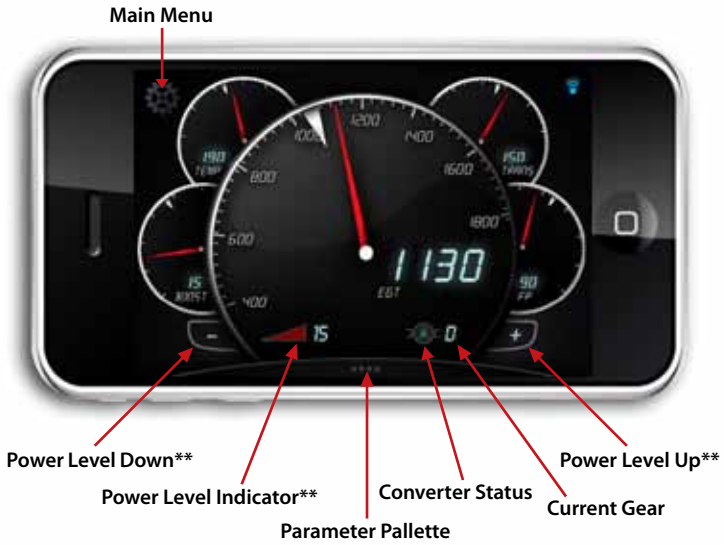 Main Menu
1000
1200
1400
190
TEMP
150
TRANS
800
1600
600
1800
1130
15
BOOST
EGT
90
FP
400
-
15
0
+
Power Level Down**
Power Level Up**
Power Level Indicator**
Converter Status
Current Gear
Parameter Pallette